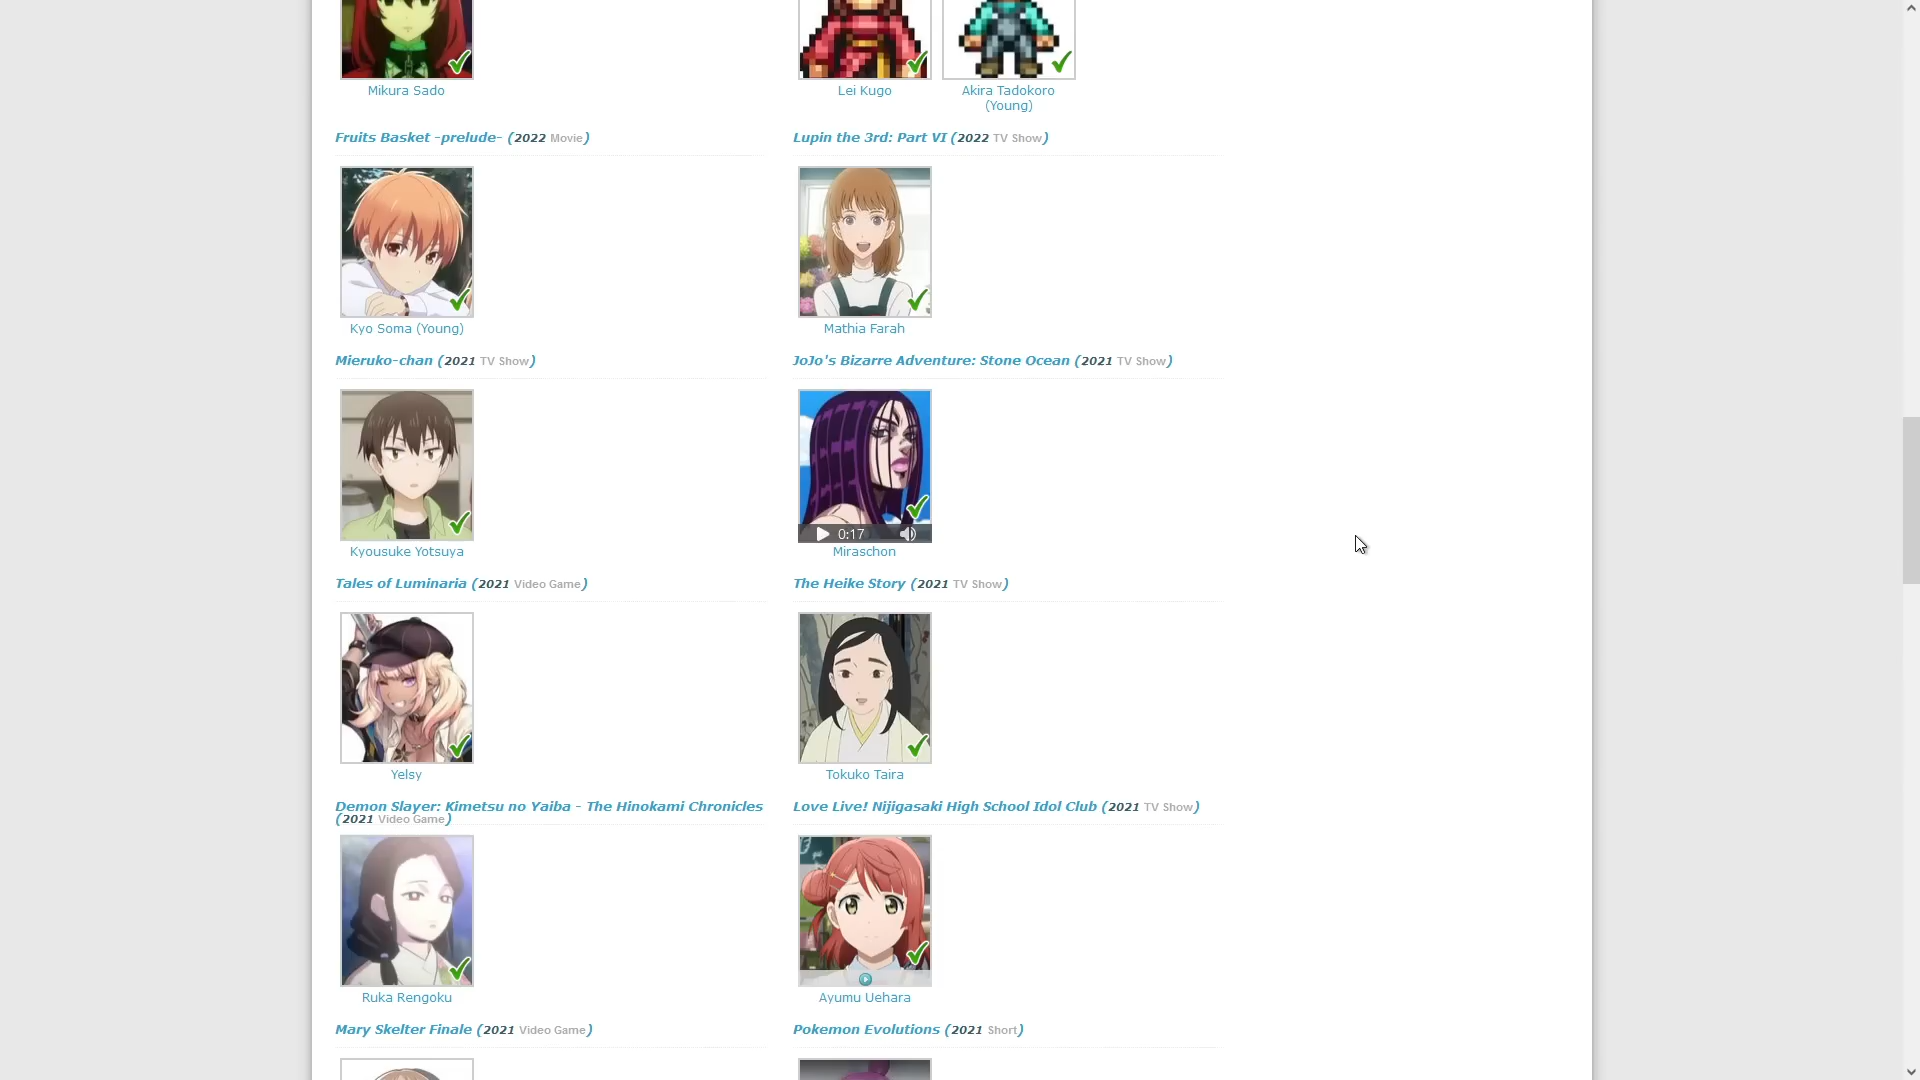 Mikura Sado
Lei Kugo
Akira Tadokoro
(Young)
Fruits Basket -prelude- (2022 Movie)
Lupin the 3rd: Part VI (2022 TV Show)
Kyo Soma (Young)
Mathia Farah
Mieruko-chan (2021 TV Show)
JoJo's Bizarre Adventure: Stone Ocean (2021 TV Show)
0:17
Kyousuke Yotsuya
Miraschon
Tales of Luminaria (2021 Video Game)
The Heike Story (2021 TV Show)
Yelsy
Tokuko Taira
Demon Slayer: Kimetsu no Yaiba - The Hinokami Chronicles
(2021 Video Game)
Love Live! Nijigasaki High School Idol Club (2021 TV Show)
Ruka Rengoku
Ayumu Uehara
Mary Skelter Finale (2021 Video Game)
Pokemon Evolutions (2021 Short)